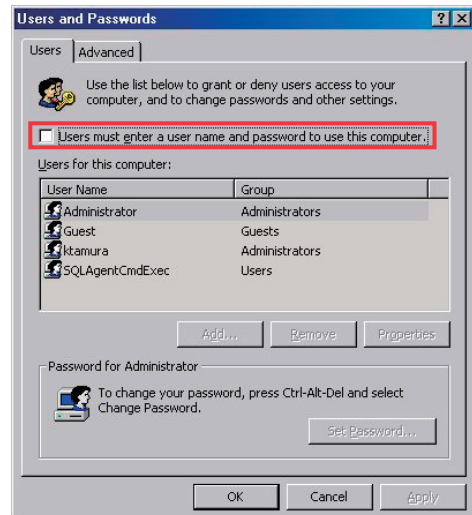 Users and Passwords
Users
Advanced
Use the list below to grant or deny users access to your
computer, and to change passwords and other settings.
Users must enter a user name and password to use this computer.
Users for this computer:
User Name Group
Administrator Administrators
Guest Guests
ktamura Administrators
SQLAgentCmdExec Users
Add... Remove Properties
Password for Administrator
To change your password, press Ctrl-Alt-Del and select
Change Password.
Set Password...
OK Cancel Apply